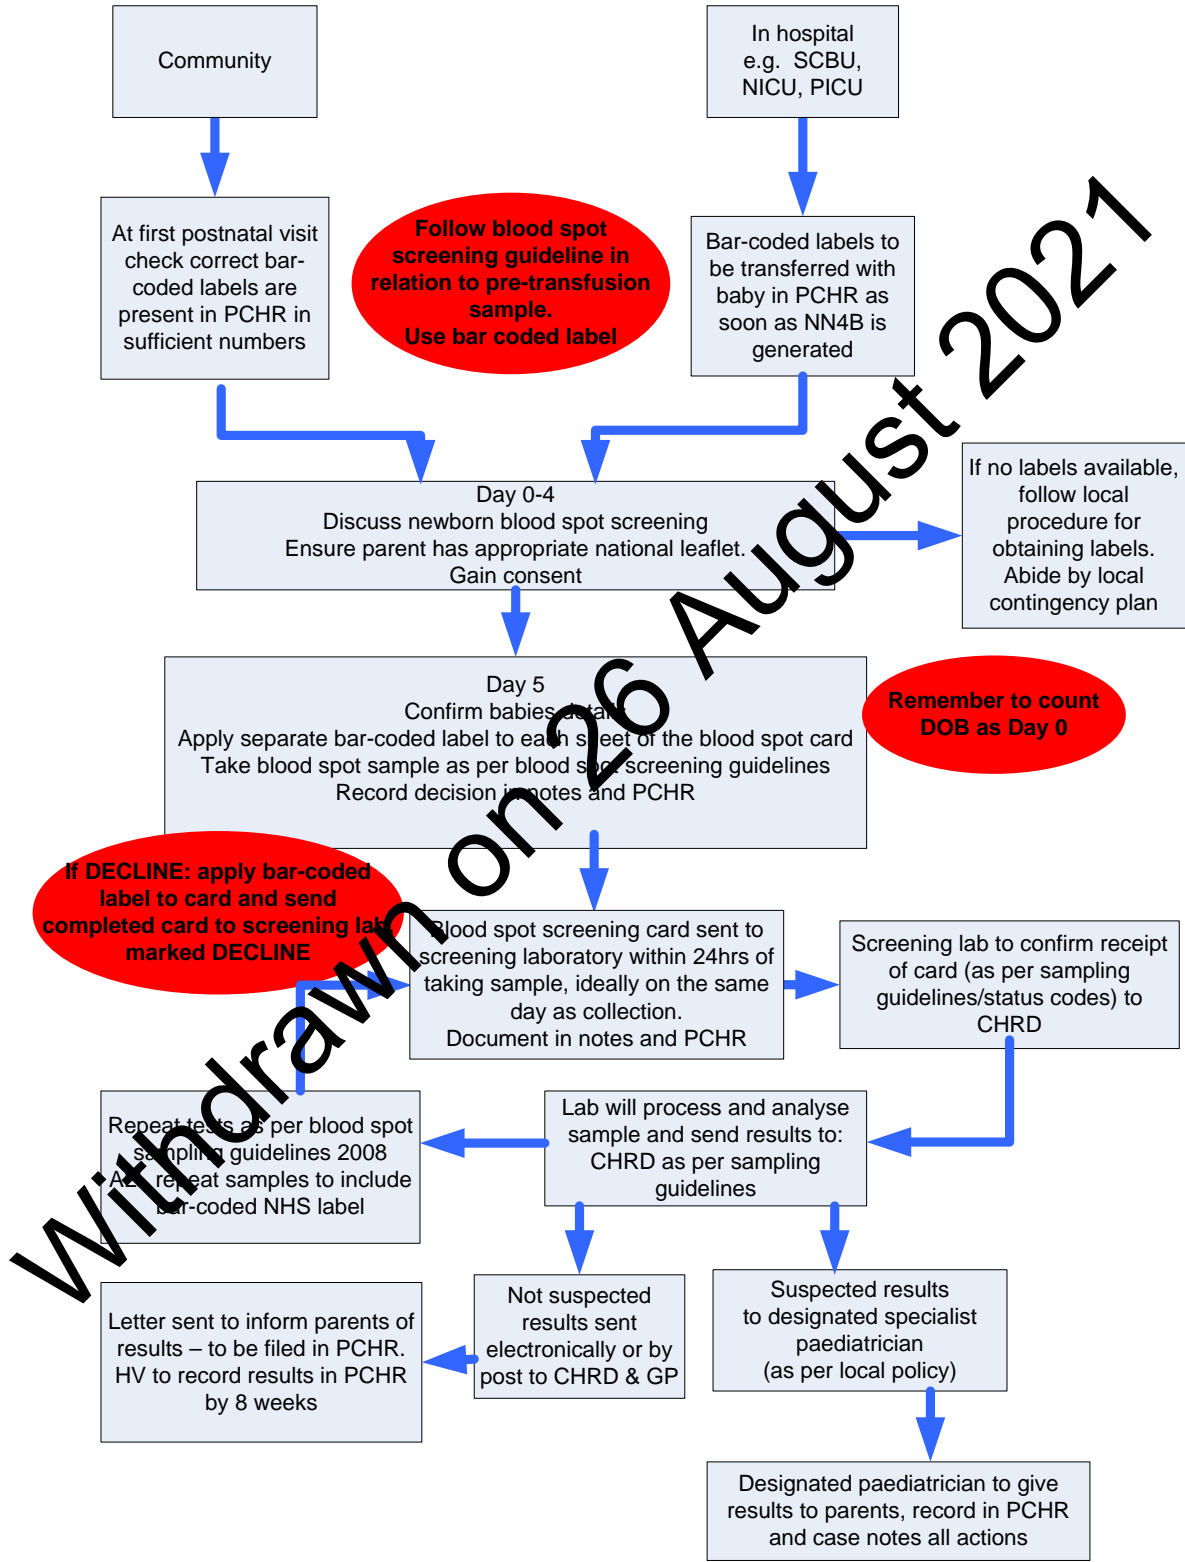 Community
In hospital
e.g. SCBU,
NICU, PICU
At first postnatal visit
check correct bar-
coded labels are
present in PCHR in
sufficient numbers
Follow blood spot
screening guideline in
relation to pre-transfusion
sample.
Use bar coded label
Bar-coded labels to
be transferred with
baby in PCHR as
soon as NN4B is
generated
Day 0-4
Discuss newborn blood spot screening
Ensure parent has appropriate national leaflet.
Gain consent
If no labels available,
follow local
procedure for
obtaining labels.
Abide by local
contingency plan
Day 5
Confirm babies details
Apply separate bar-coded label to each sheet of the blood spot card
Take blood spot sample as per blood spot screening guidelines
Record decision in notes and PCHR
Remember to count
DOB as Day 0
If DECLINE: apply bar-coded
label to card and send
completed card to screening lab
marked DECLINE
Blood spot screening card sent to
screening laboratory within 24hrs of
taking sample, ideally on the same
day as collection.
Document in notes and PCHR
Screening lab to confirm receipt
of card (as per sampling
guidelines/status codes) to
CHRD
Lab will process and analyse
sample and send results to:
CHRD as per sampling
guidelines
Repeat tests as per blood spot
sampling guidelines 2008
repeat samples to include
bar-coded NHS label
Not suspected
results sent
electronically or by
post to CHRD & GP
Suspected results
to designated specialist
paediatrician
(as per local policy)
Letter sent to inform parents of
results – to be filed in PCHR.
HV to record results in PCHR
by 8 weeks
Designated paediatrician to give
results to parents, record in PCHR
and case notes all actions
Withdrawn on 26 August 2021